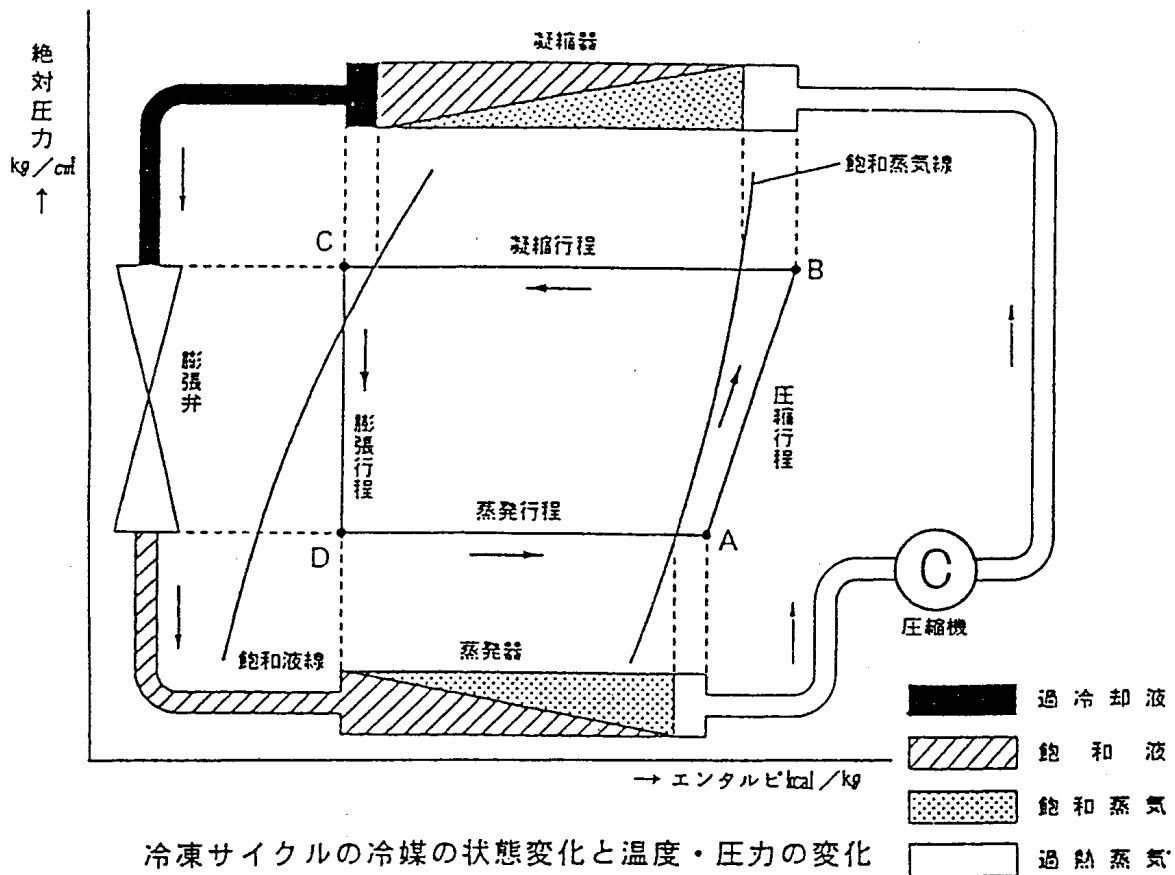 凝縮器
絶対圧力
kg/c㎡
↑
飽和蒸気線
C
凝縮行程
B
膨張弁
膨張行程
圧縮行程
蒸発行程
D
A
C
圧縮機
飽和液線
蒸発器
過冷却液
飽和液
飽和蒸気
過熱蒸気
→ エンタルピkcal/kg
冷凍サイクルの冷媒の状態変化と温度・圧力の変化